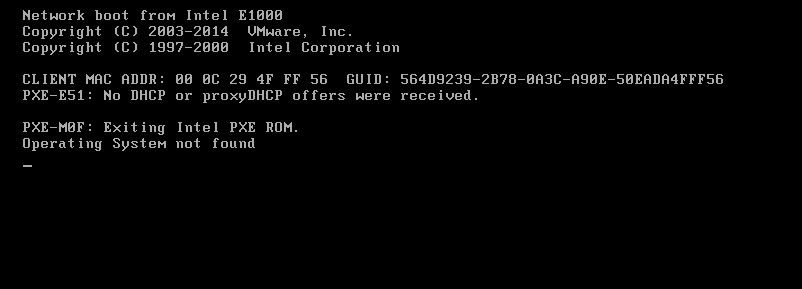 Network boot from Intel E1000
Copyright (C) 2003-2014  VMware, Inc.
Copyright (C) 1997-2000  Intel Corporation
CLIENT MAC ADDR: 00 0C 29 4F FF 56  GUID: 564D9239-2B78-0A3C-A90E-50EADA4FFF56
PXE-E51: No DHCP or proxyDHCP offers were received.
PXE-M0F: Exiting Intel PXE ROM.
Operating System not found